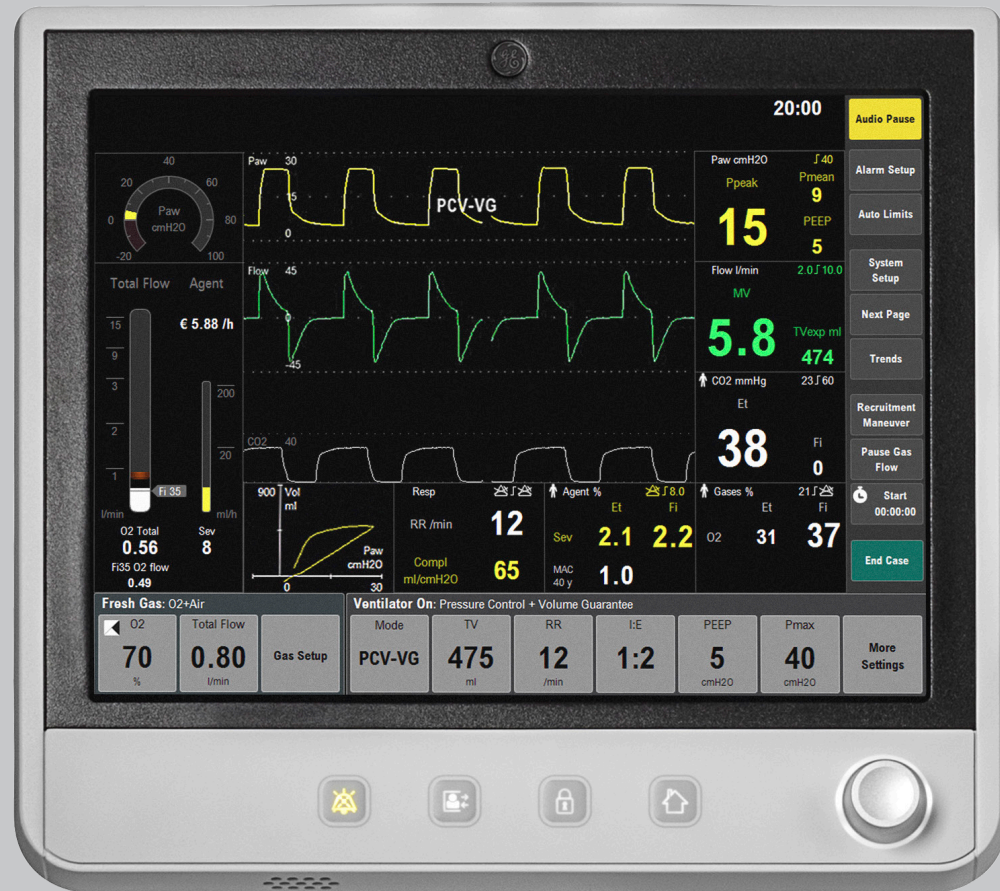 20:00
Audio Pause
Alarm Setup
Auto Limits
System
Setup
Next Page
Trends
Recruitment
Maneuver
Pause Gas
Flow
Start
00:00:00
End Case
40
20 60
0 80
-20 100
Paw
cmH2O
Total Flow Agent
€ 5.88 /h
15
9
3
2
1
l/min
Fi 35
200
20
ml/h
O2 Total
0.56
Fi35 O2 flow
0.49
Sev
8
Paw 30
15
0
PCV-VG
Flow 45
0
-45
CO2 40
Paw cmH2O 40
Ppeak
15
Pmean
9
PEEP
5
Flow l/min 2.0 10.0
MV
5.8
TVexp ml
474
CO2 mmHg 23 60
Et
38
Fi
0
900 Vol
ml
Paw
cmH2O
0 30
Resp
RR /min 12
Compl
ml/cmH2O 65
Agent % 8.0
Et Fi
Sev 2.1 2.2
MAC
40 y 1.0
Gases % 21
Et Fi
O2 31 37
Fresh Gas: O2+Air
O2
70
%
Total Flow
0.80
l/min
Gas Setup
Ventilator On: Pressure Control + Volume Guarantee
Mode
PCV-VG
TV
475
ml
RR
12
/min
I:E
1:2
PEEP
5
cmH2O
Pmax
40
cmH2O
More
Settings